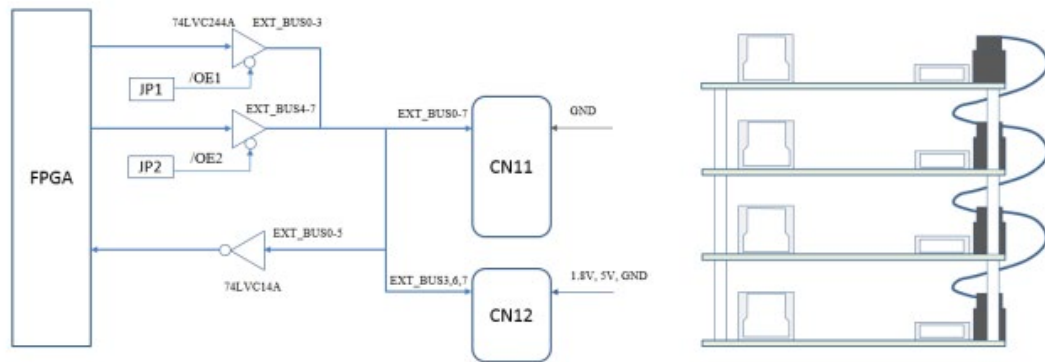 74LVC244A EXT_BUS0-3
/OE1
JP1
EXT_BUS4-7
/OE2
JP2
FPGA
EXT_BUS0-7
GND
CN11
EXT_BUS0-5
74LVC14A
EXT_BUS3,6,7
1.8V, 5V, GND
CN12